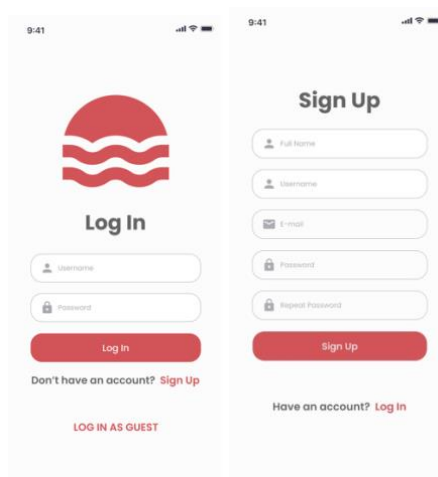 9:41
Log In
Username
Password
Log In
Don't have an account? Sign Up
LOG IN AS GUEST
9:41
Sign Up
Full Name
Username
E-mail
Password
Repeat Password
Sign Up
Have an account? Log In